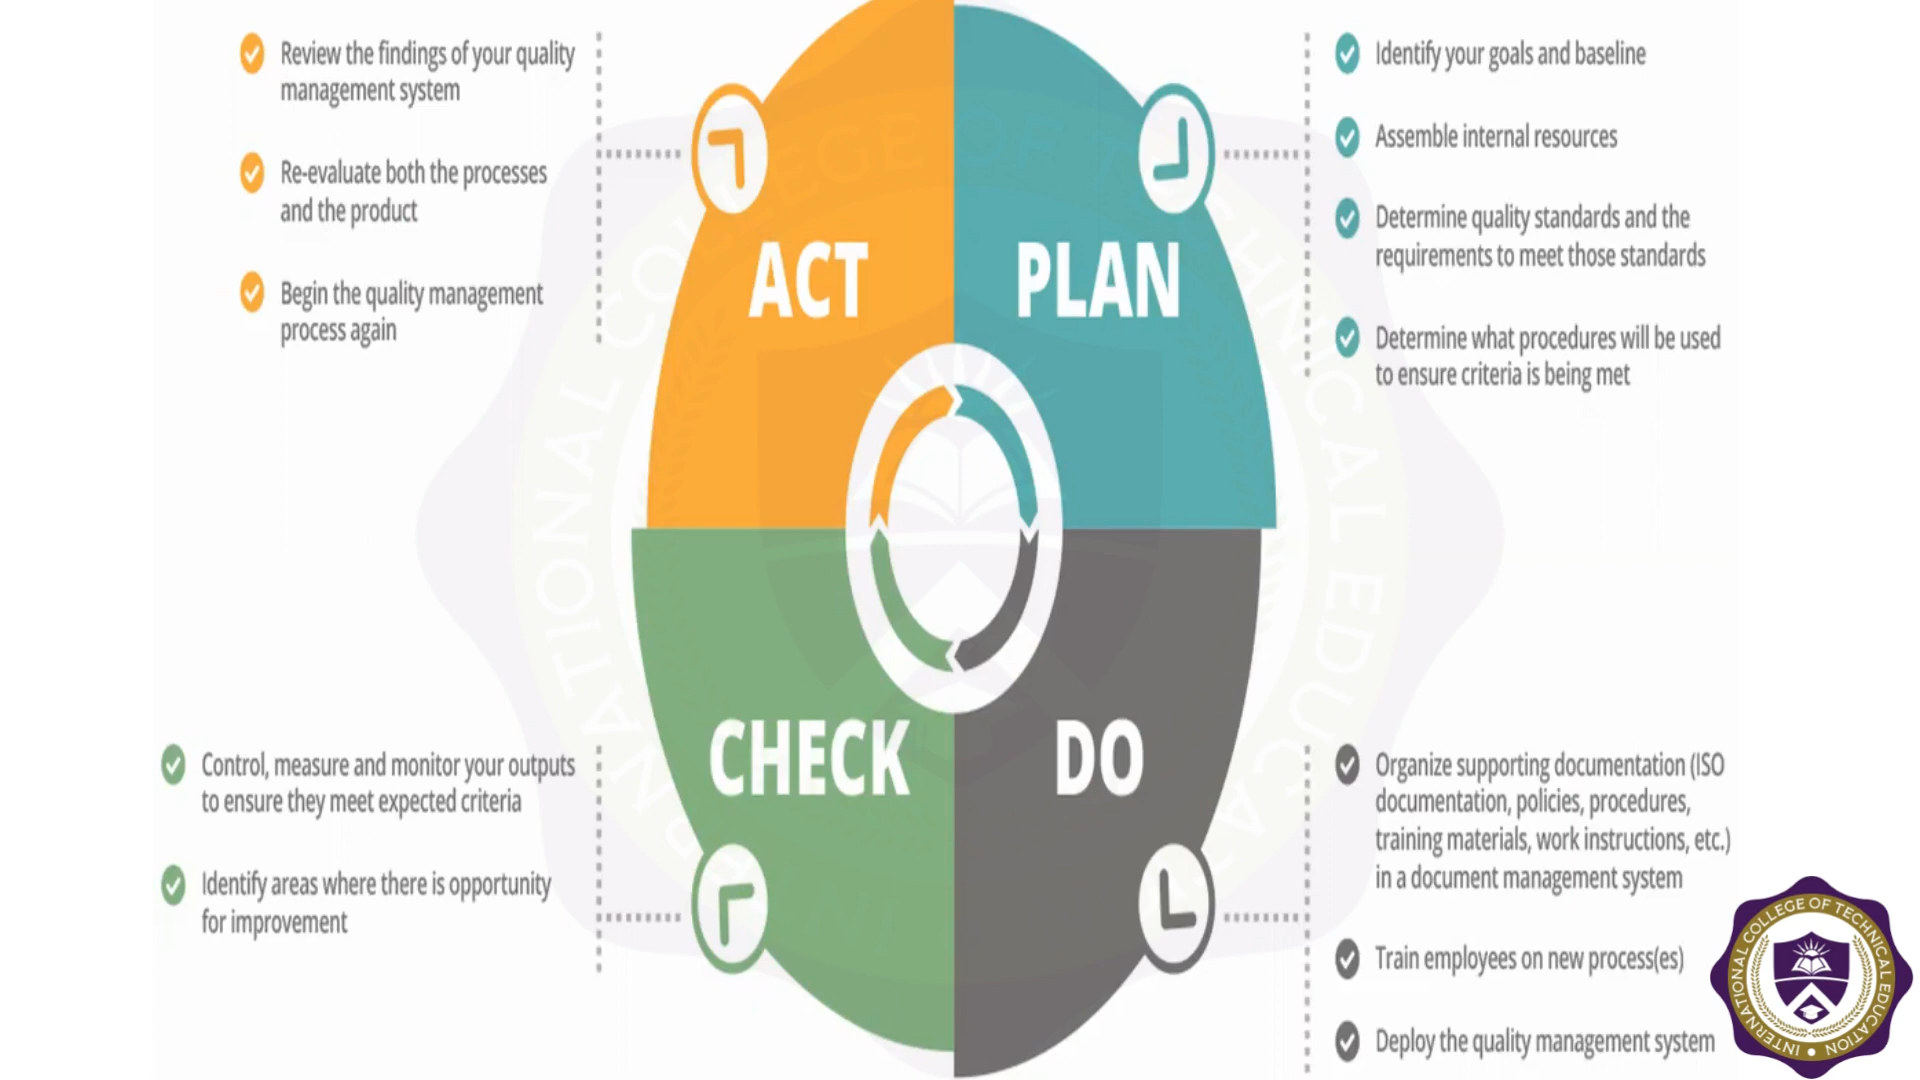 Review the findings of your quality
management system
Re-evaluate both the processes
and the product
Begin the quality management
process again
ACT
PLAN
Identify your goals and baseline
Assemble internal resources
Determine quality standards and the
requirements to meet those standards
Determine what procedures will be used
to ensure criteria is being met
CHECK
DO
Control, measure and monitor your outputs
to ensure they meet expected criteria
Identify areas where there is opportunity
for improvement
Organize supporting documentation (ISO
documentation, policies, procedures,
training materials, work instructions, etc.)
in a document management system
Train employees on new process(es)
Deploy the quality management system
INTERNATIONAL COLLEGE OF TECHNICAL EDUCATION
INTERNATIONAL COLLEGE OF TECHNICAL EDUCATION